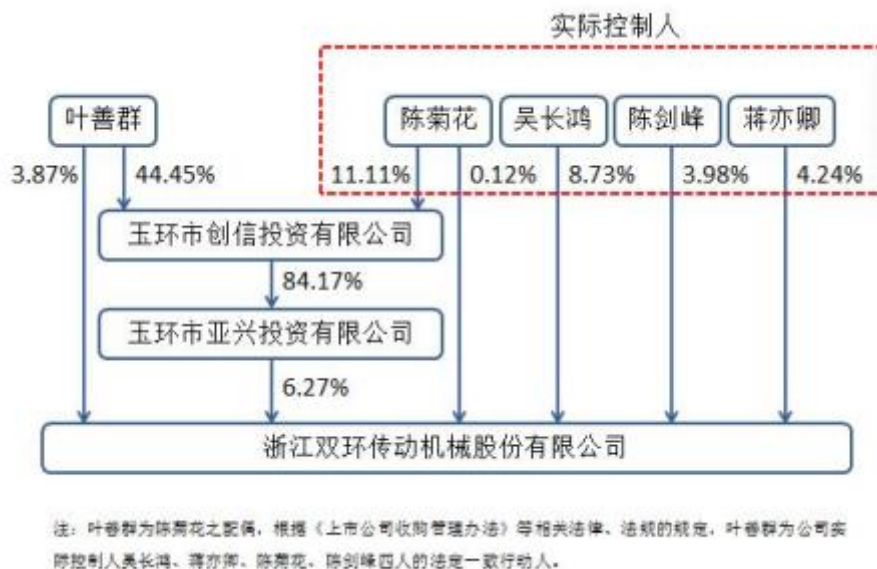 实际控制人
叶善群 陈菊花 吴长鸿 陈剑峰 蒋亦卿
3.87% 44.45% 11.11% 0.12% 8.73% 3.98% 4.24%
玉环市创信投资有限公司
84.17%
玉环市亚兴投资有限公司
6.27%
浙江双环传动机械股份有限公司
注：叶善群为陈菊花之配偶，根据《上市公司收购管理办法》等相关法律、法规的规定，叶善群为公司实
际控制人吴长鸿、蒋亦卿、陈菊花、陈剑峰四人的法定一致行动人。